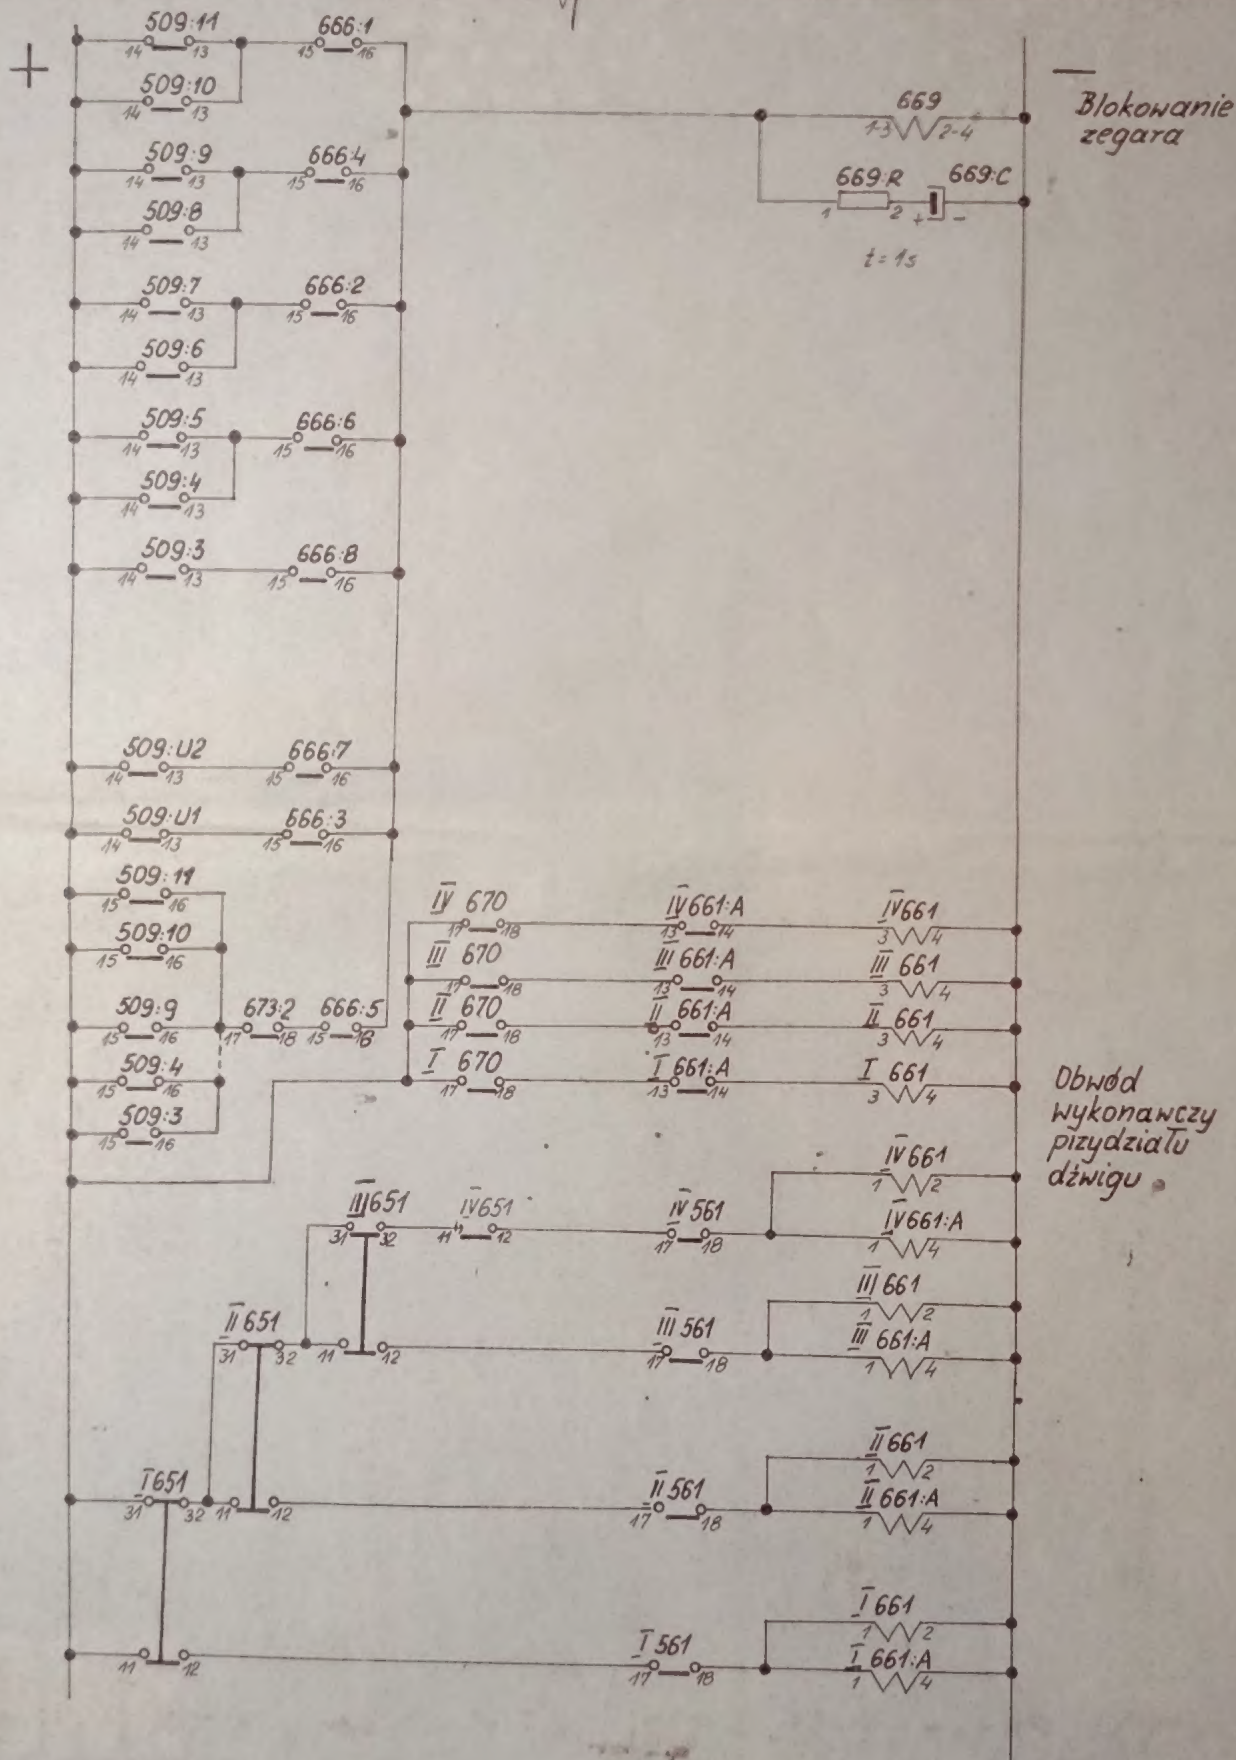 509:11 666:1
14 13 15 16
+ −
509:10 669 Blokowanie
14 13 1-3 2-4 zegara
509:9 666:4
14 13 15 16
669:R 669:C
509:8 1 2 + -
14 13
t=1s
509:7 666:2
14 13 15 16
509:6
14 13
509:5 666:6
14 13 15 16
509:4
14 13
509:3 666:8
14 13 15 16
509:U2 666:7
14 13 15 16
509:U1 666:3
14 13 15 16
509:11
15 16
IV 670 IV 661:A IV 661
17 18 13 14 3 4
509:10
15 16
III 670 III 661:A III 661
17 18 13 14 3 4
509:9 673:2 666:5
15 16 17 18 15 16
II 670 II 661:A II 661
17 18 13 14 3 4
509:4
15 16
I 670 I 661:A I 661
17 18 13 14 3 4
509:3
15 16
Obwód
wykonawczy
przydziału
dźwigu
IV 661
1 2
III 651 IV 651 IV 561 IV 661:A
31 32 11 12 17 18 1 4
III 661
1 2
II 651 III 561 III 661:A
31 32 11 12 17 18 1 4
II 661
1 2
I 651 II 561 II 661:A
31 32 11 12 17 18 1 4
I 661
1 2
I 561 I 661:A
11 12 17 18 1 4